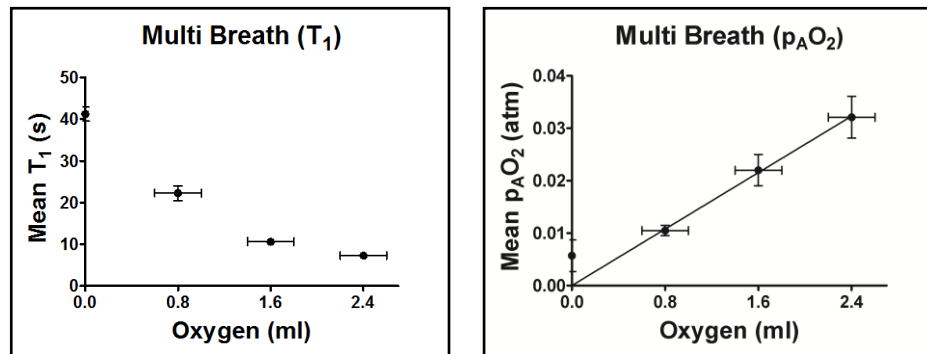 Multi Breath (T₁)
Mean T₁ (s)
50
40
30
20
10
0
0.0 0.8 1.6 2.4
Oxygen (ml)
Multi Breath (pₐO₂)
Mean pₐO₂ (atm)
0.04
0.03
0.02
0.01
0.00
0.0 0.8 1.6 2.4
Oxygen (ml)